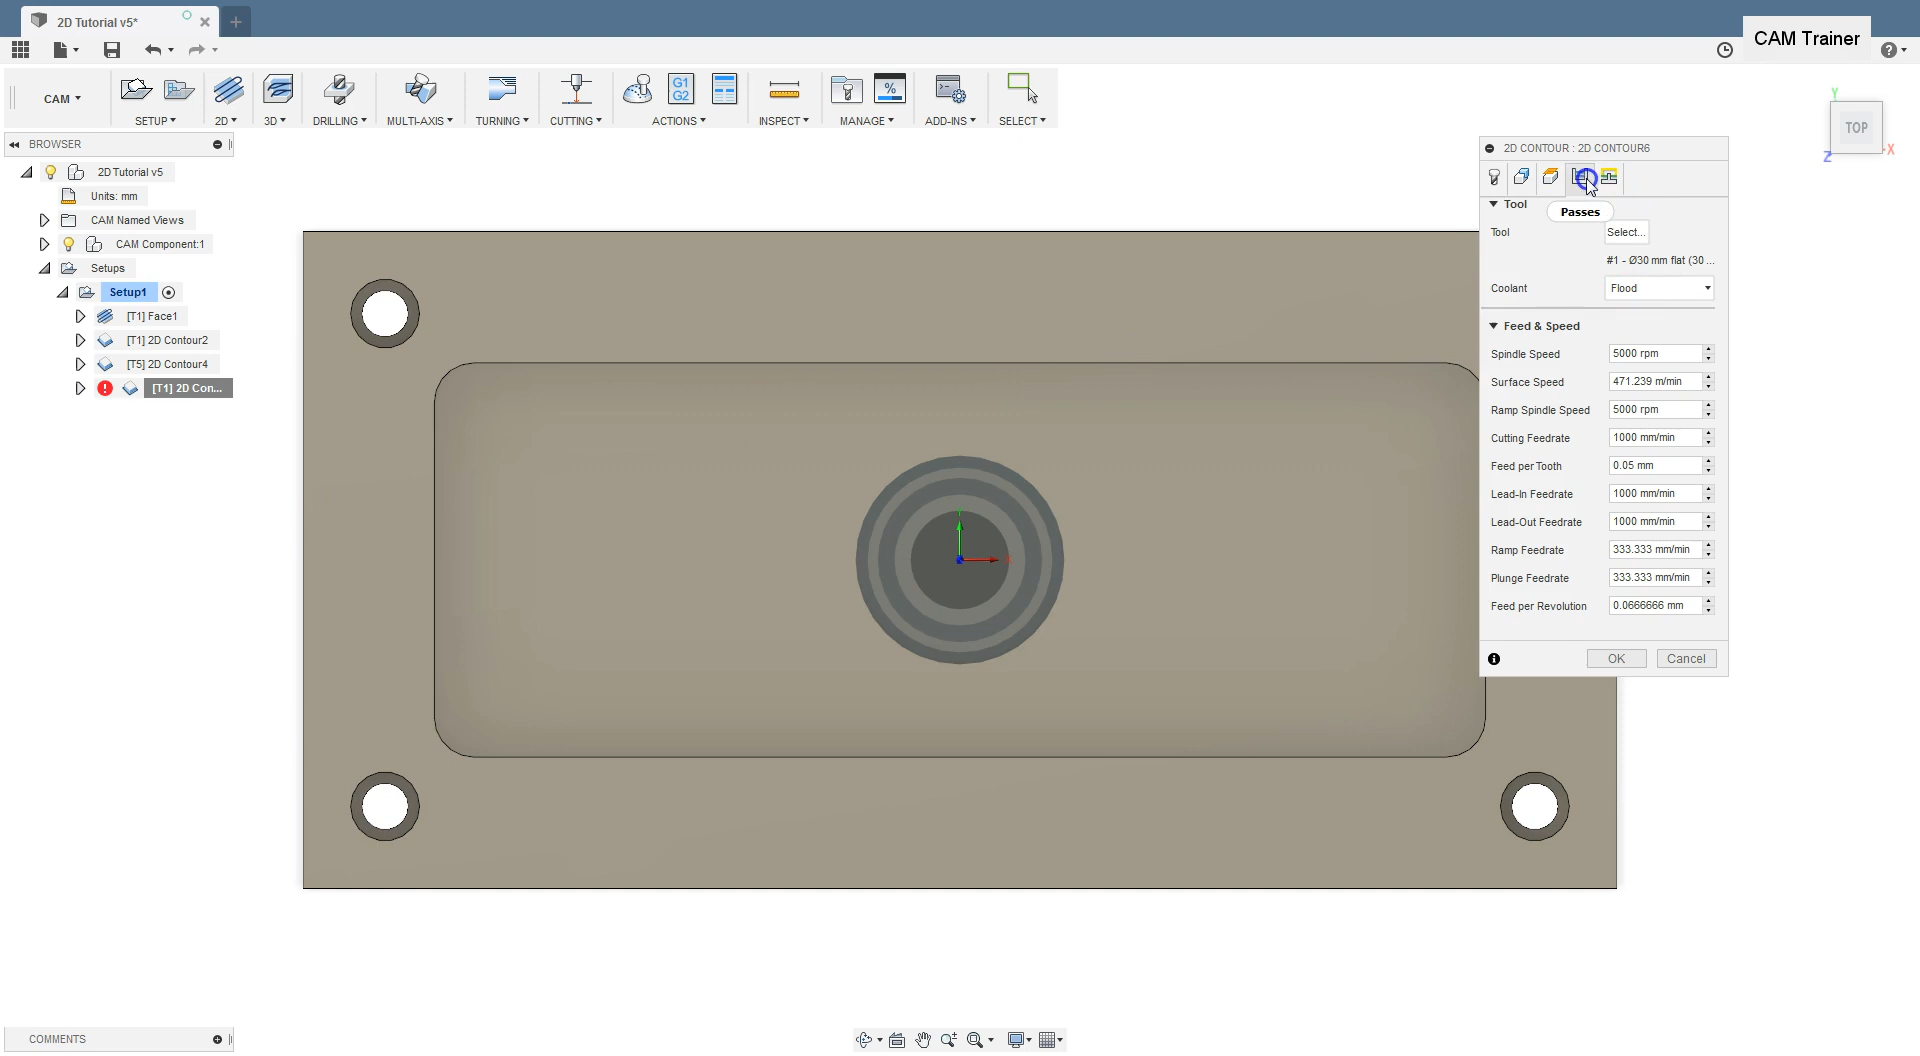 2D Tutorial v5*
CAM Trainer
CAM
SETUP
2D
3D
DRILLING
MULTI-AXIS
TURNING
CUTTING
G1
G2
ACTIONS
INSPECT
%
MANAGE
ADD-INS
SELECT
BROWSER
2D Tutorial v5
Units: mm
CAM Named Views
CAM Component:1
Setups
Setup1
[T1] Face1
[T1] 2D Contour2
[T5] 2D Contour4
[T1] 2D Con...
Y
TOP
X
Z
2D CONTOUR : 2D CONTOUR6
Tool
Passes
Tool Select...
#1 - Ø30 mm flat (30 ...
Coolant Flood
Feed & Speed
Spindle Speed 5000 rpm
Surface Speed 471.239 m/min
Ramp Spindle Speed 5000 rpm
Cutting Feedrate 1000 mm/min
Feed per Tooth 0.05 mm
Lead-In Feedrate 1000 mm/min
Lead-Out Feedrate 1000 mm/min
Ramp Feedrate 333.333 mm/min
Plunge Feedrate 333.333 mm/min
Feed per Revolution 0.0666666 mm
OK Cancel
COMMENTS